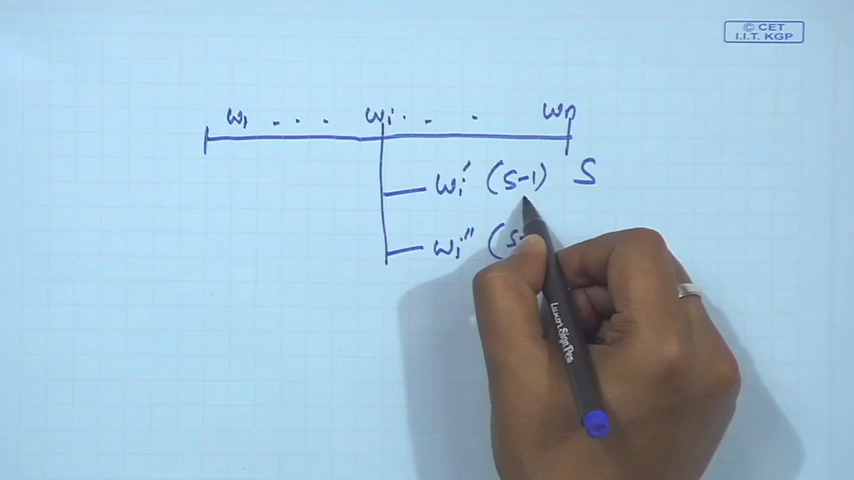 © CET
I.I.T. KGP
w₁ . . . wᵢ . . . wₙ
wᵢ′ (S-1) S
wᵢ″ (S-